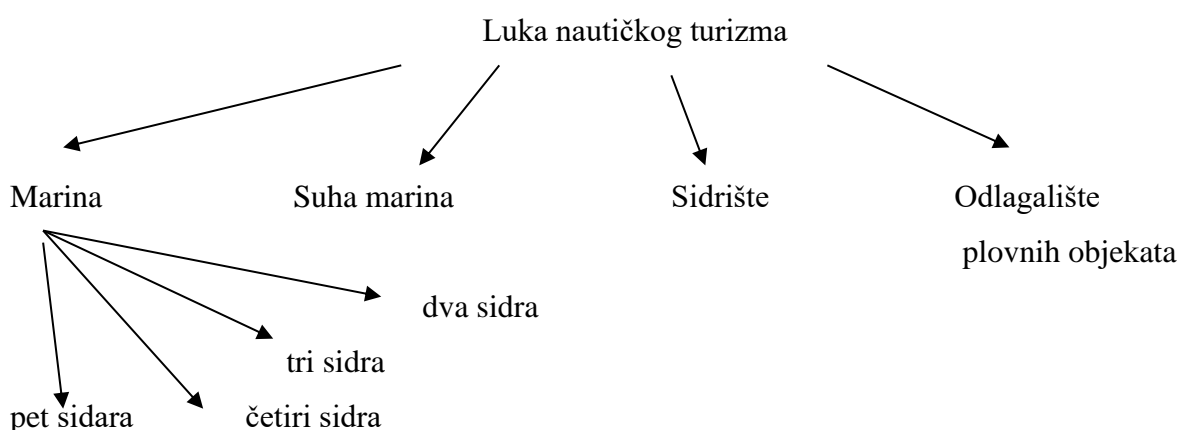 Luka nautičkog turizma
Marina Suha marina Sidrište Odlagalište
plovnih objekata
dva sidra
tri sidra
pet sidara četiri sidra